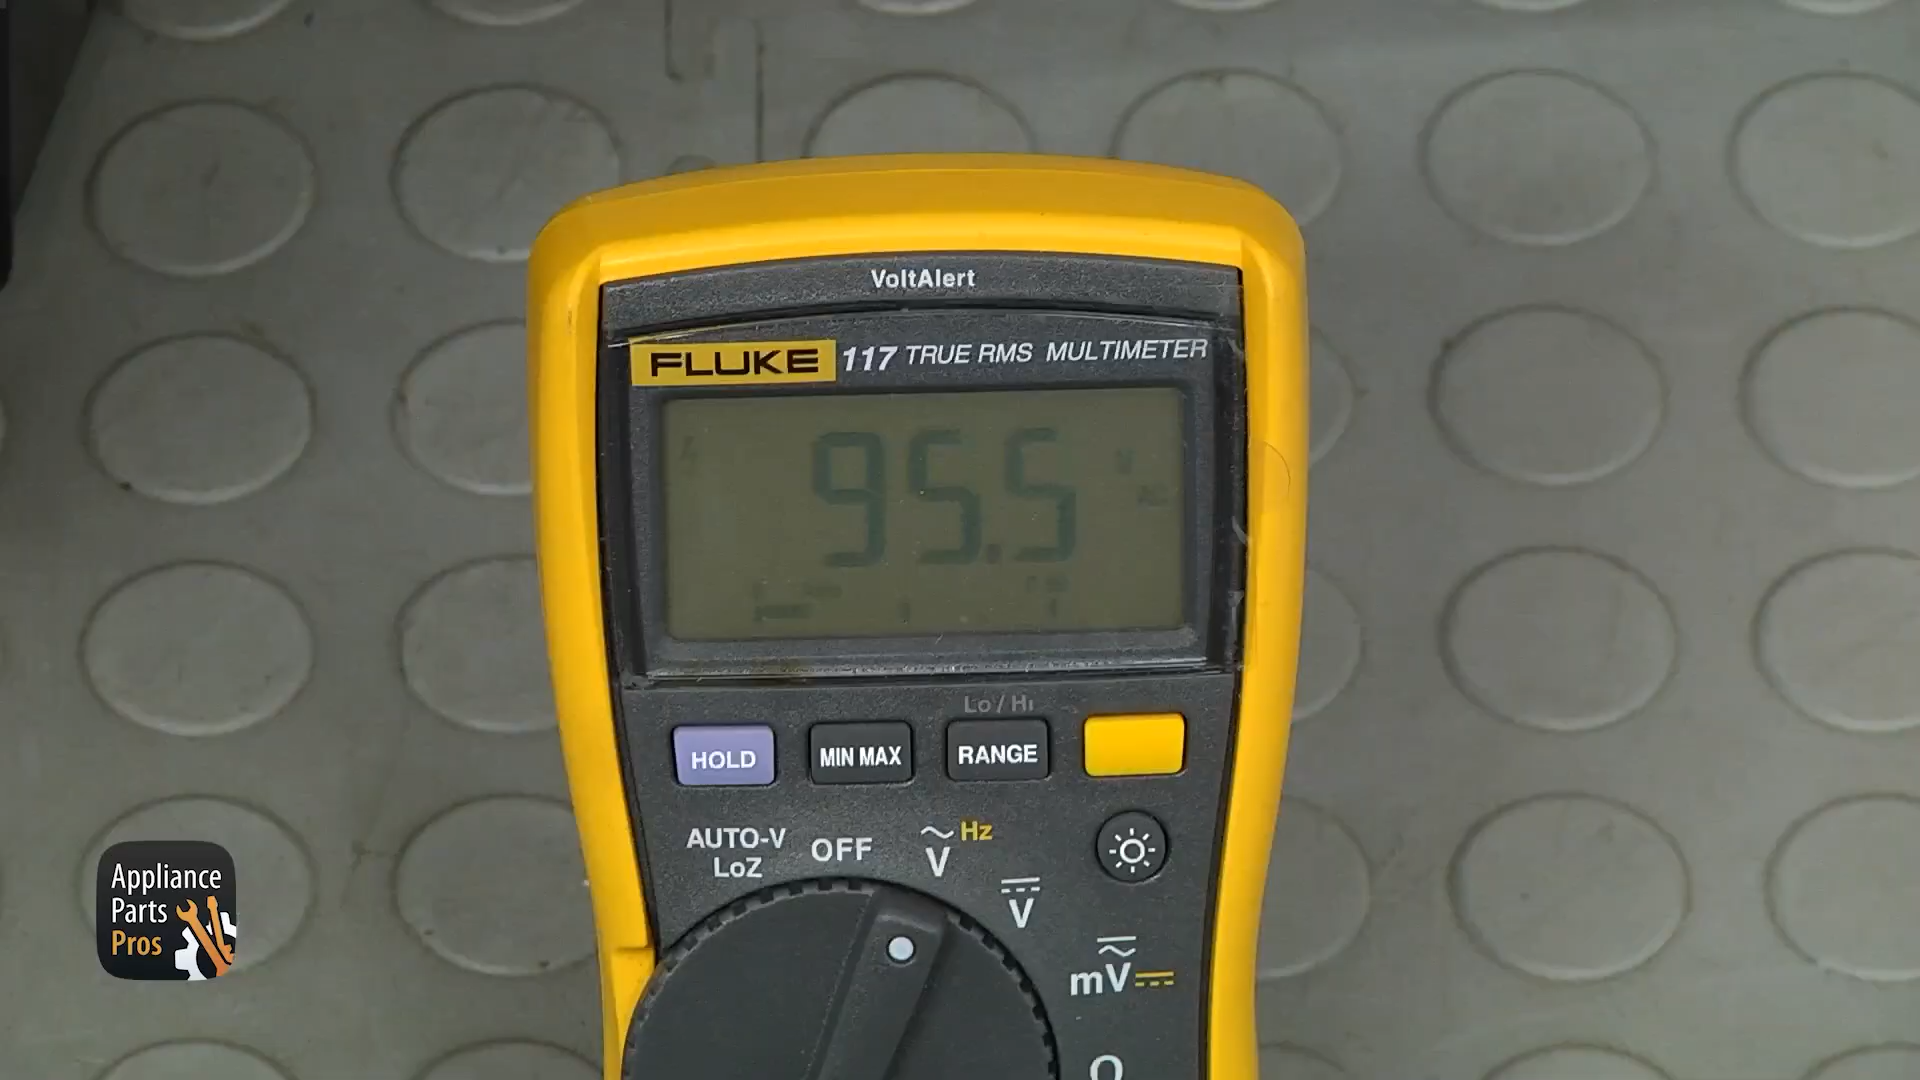 VoltAlert
FLUKE 117 TRUE RMS MULTIMETER
95.5 V
AC
Lo / Hi
HOLD MIN MAX RANGE
AUTO-V
LoZ
OFF
Hz
V
V
mV
Ω
Appliance
Parts
Pros